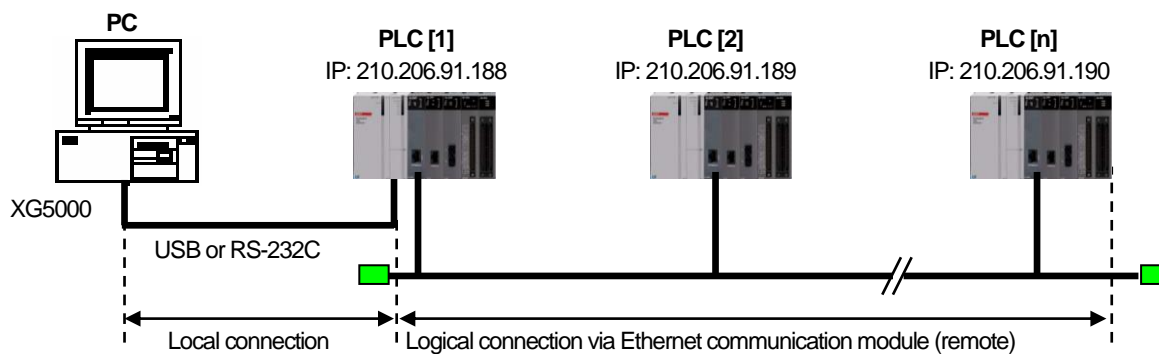 PC
PLC [1]
PLC [2]
PLC [n]
IP: 210.206.91.188
IP: 210.206.91.189
IP: 210.206.91.190
XG5000
USB or RS-232C
Local connection
Logical connection via Ethernet communication module (remote)